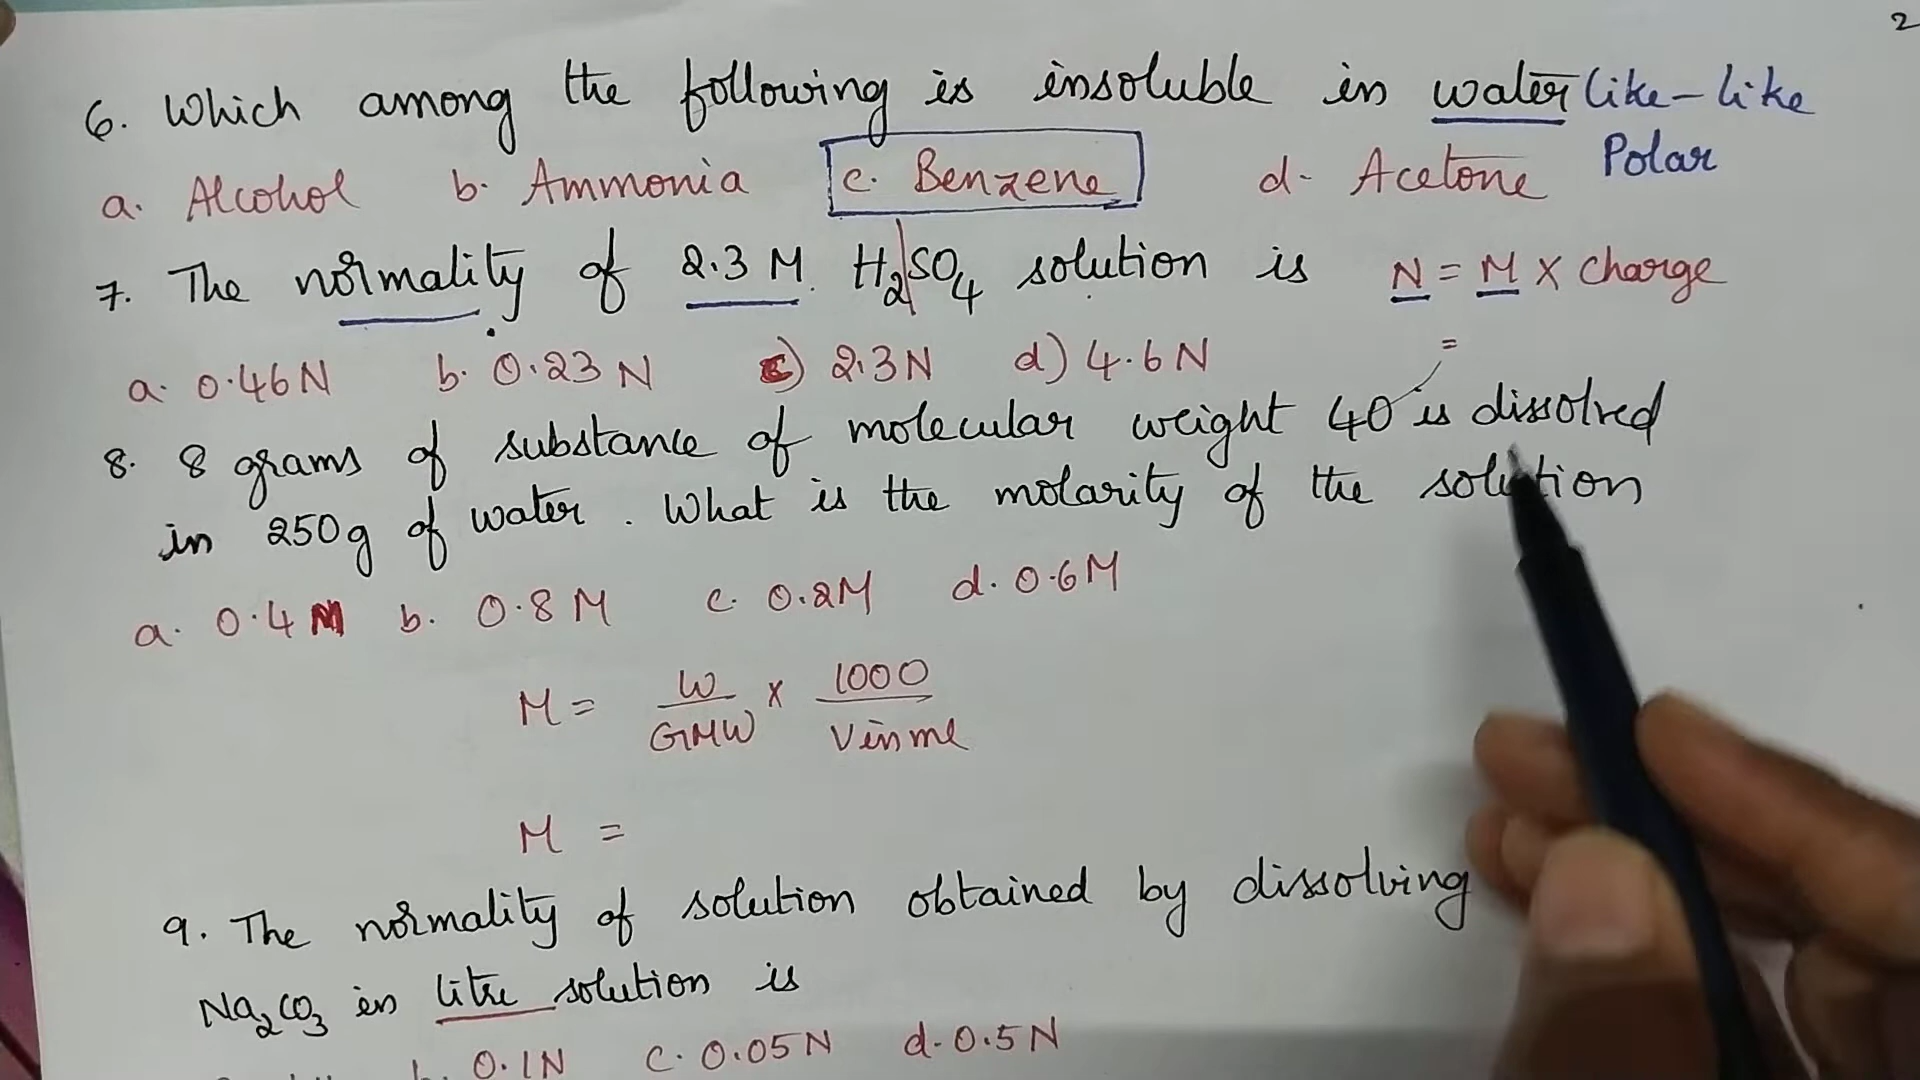 2
6. Which among the following is insoluble in water like-like
a. Alcohol b. Ammonia c. Benzene d. Acetone Polar
7. The normality of 2.3 M H2SO4 solution is N = M x charge
=
a. 0.46N b. 0.23 N c) 2.3N d) 4.6N
8. 8 grams of substance of molecular weight 40 is dissolved
in 250g of water. What is the molarity of the solution
a. 0.4 M b. 0.8 M c. 0.2M d. 0.6M
M = W/GMW x 1000/V in ml
M =
9. The normality of solution obtained by dissolving
Na2CO3 in litre solution is
0.1N c. 0.05N d. 0.5N